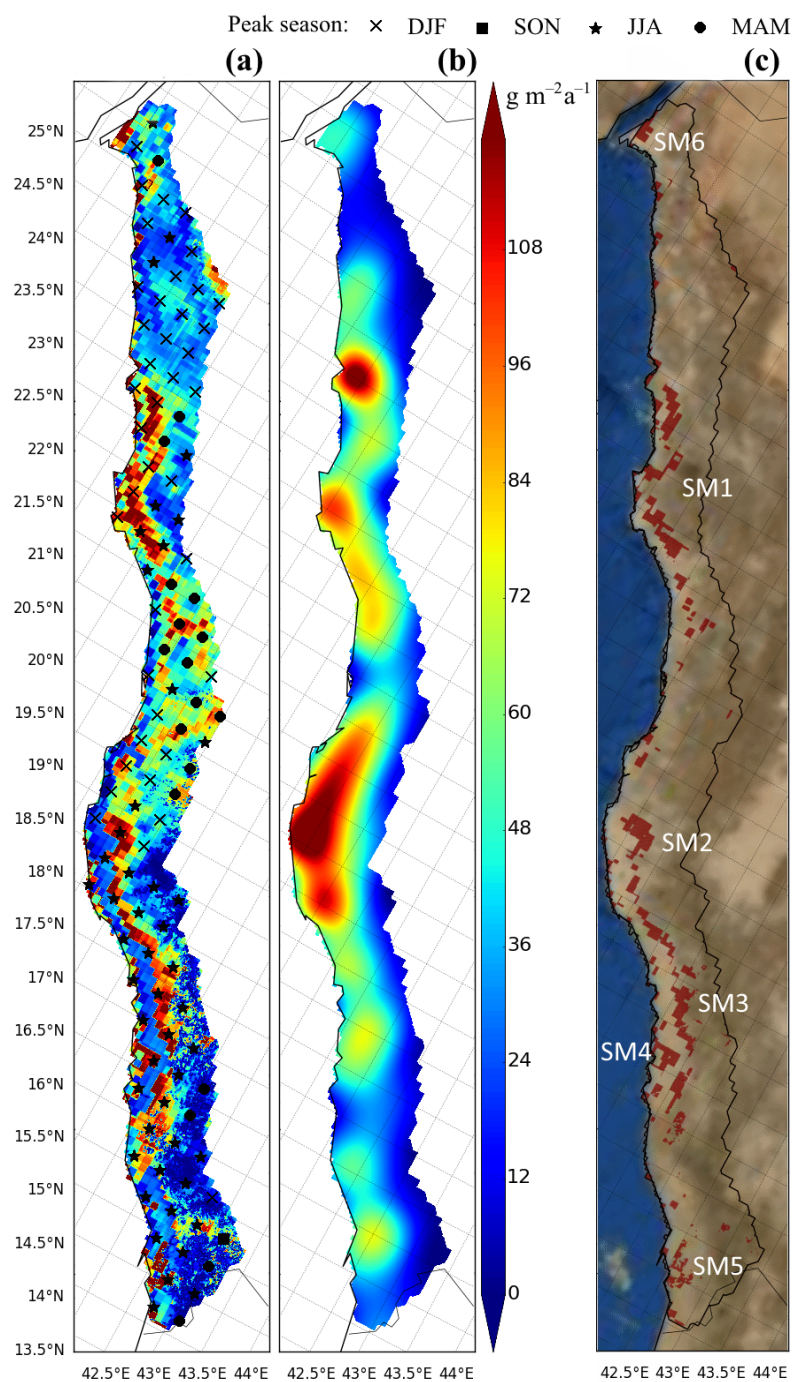 Peak season: × DJF ■ SON ★ JJA ● MAM
(a) (b) (c)
g m⁻²a⁻¹
25°N
24.5°N
24°N
23.5°N
23°N
22.5°N
22°N
21.5°N
21°N
20.5°N
20°N
19.5°N
19°N
18.5°N
18°N
17.5°N
17°N
16.5°N
16°N
15.5°N
15°N
14.5°N
14°N
13.5°N
108
96
84
72
60
48
36
24
12
0
SM6
SM1
SM2
SM3
SM4
SM5
42.5°E 43°E 43.5°E 44°E 42.5°E 43°E 43.5°E 44°E 42.5°E 43°E 43.5°E 44°E